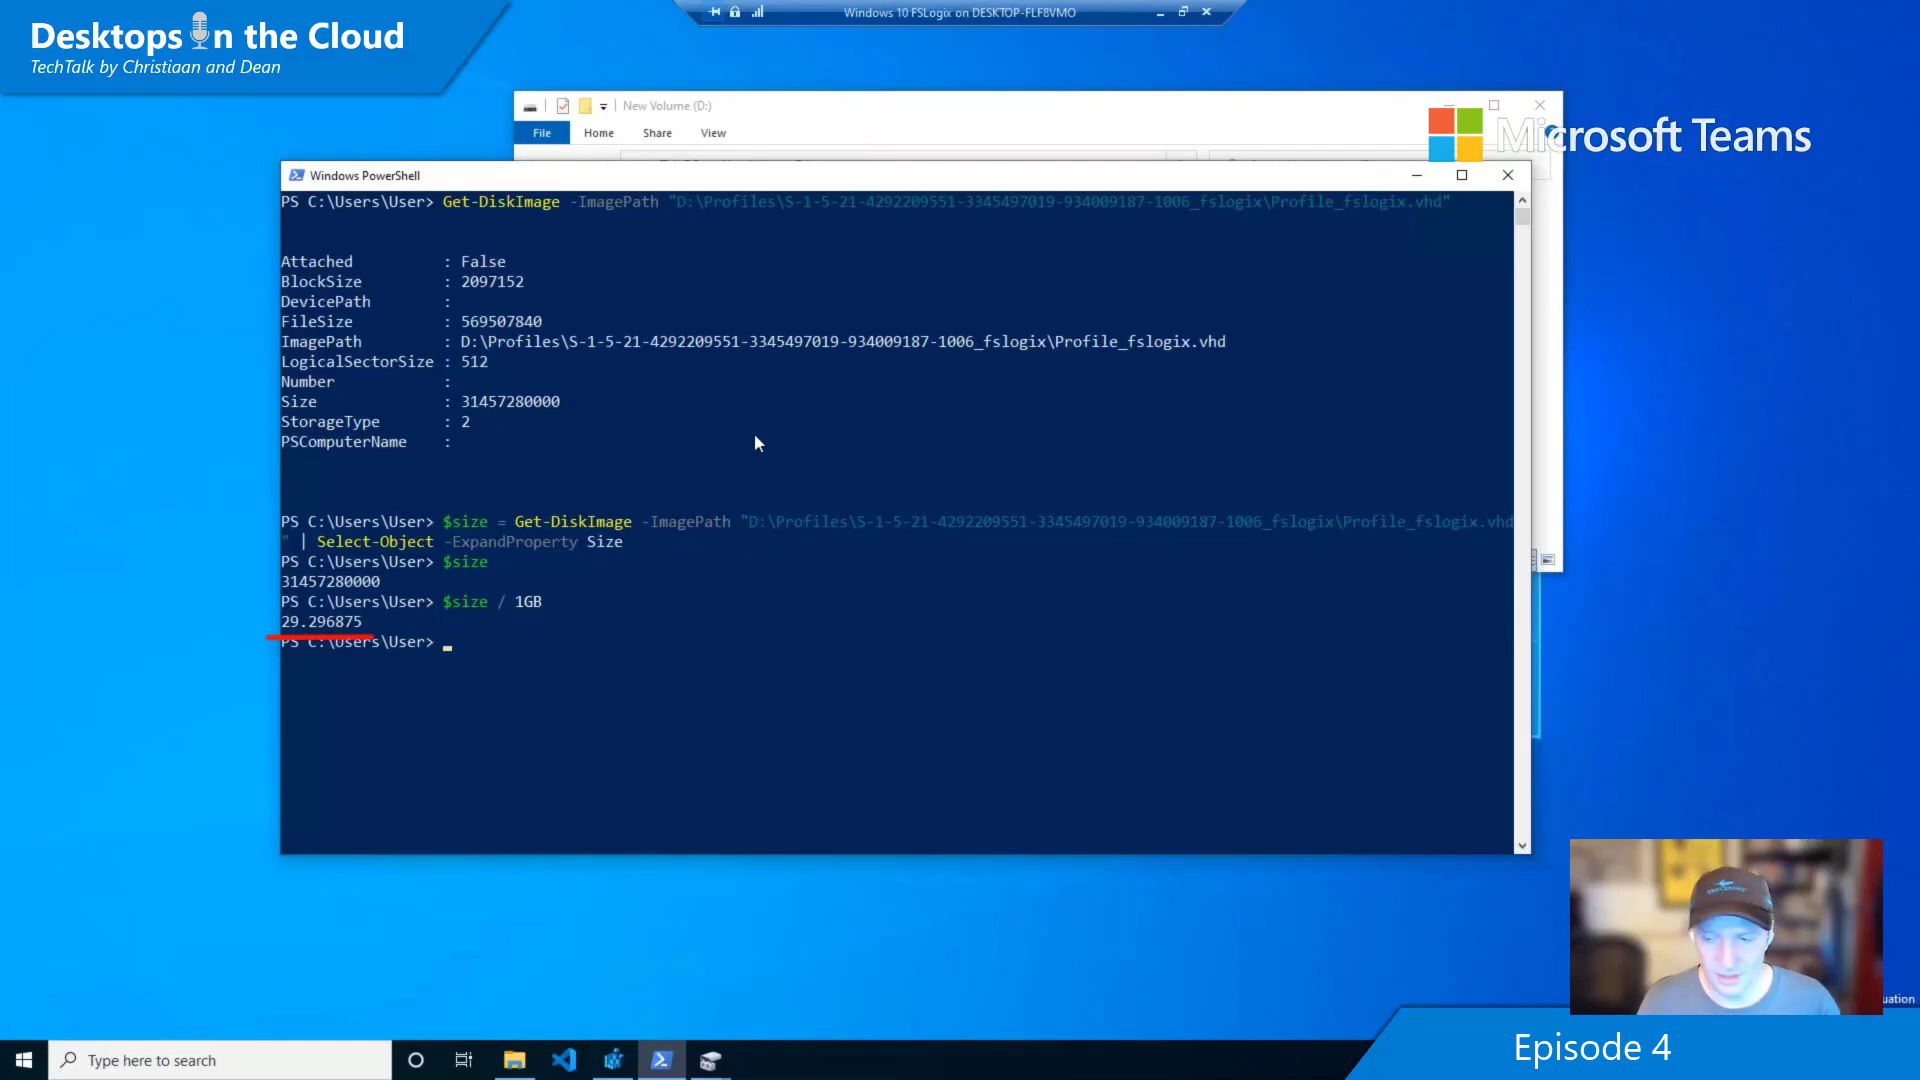 Desktops in the Cloud
TechTalk by Christiaan and Dean
Windows 10 FSLogix on DESKTOP-FLF8VMO
New Volume (D:)
File Home Share View
Microsoft Teams
Windows PowerShell
PS C:\Users\User> Get-DiskImage -ImagePath "D:\Profiles\S-1-5-21-4292209551-3345497019-934009187-1006_fslogix\Profile_fslogix.vhd"
Attached : False
BlockSize : 2097152
DevicePath :
FileSize : 569507840
ImagePath : D:\Profiles\S-1-5-21-4292209551-3345497019-934009187-1006_fslogix\Profile_fslogix.vhd
LogicalSectorSize : 512
Number :
Size : 31457280000
StorageType : 2
PSComputerName :
PS C:\Users\User> $size = Get-DiskImage -ImagePath "D:\Profiles\S-1-5-21-4292209551-3345497019-934009187-1006_fslogix\Profile_fslogix.vhd
" | Select-Object -ExpandProperty Size
PS C:\Users\User> $size
31457280000
PS C:\Users\User> $size / 1GB
29.296875
PS C:\Users\User>
Type here to search
Episode 4